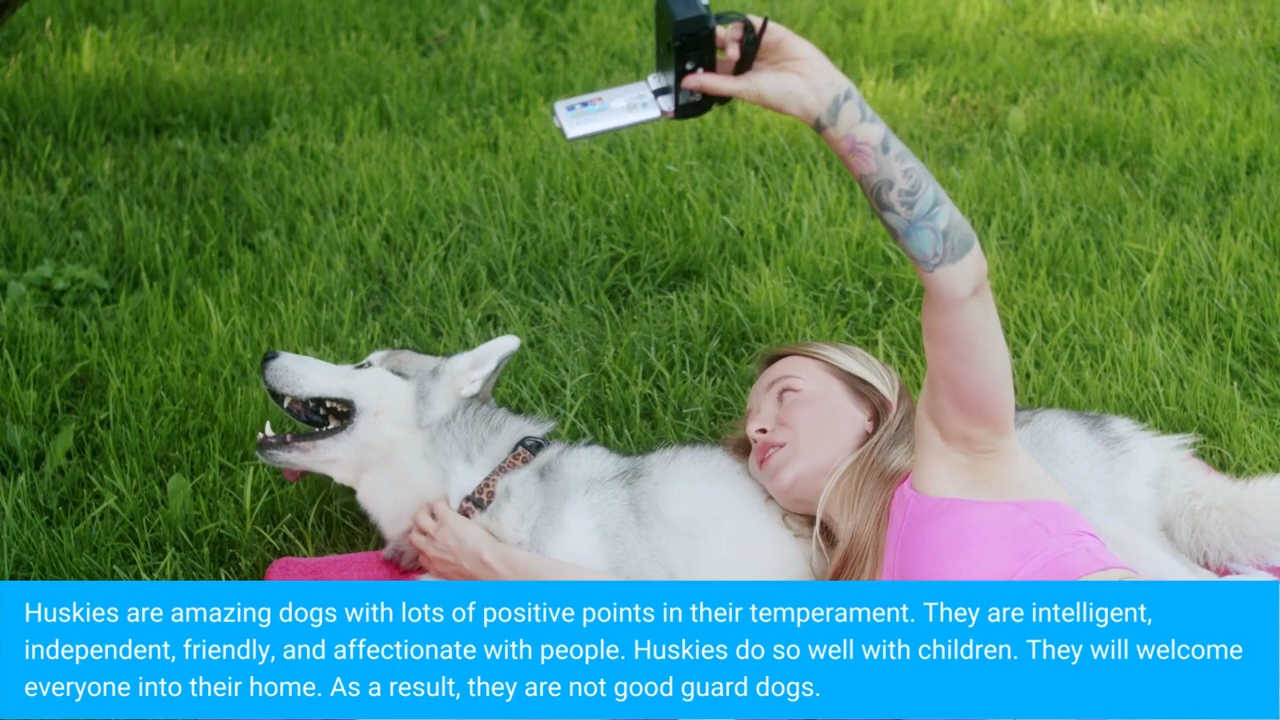 Huskies are amazing dogs with lots of positive points in their temperament. They are intelligent,
independent, friendly, and affectionate with people. Huskies do so well with children. They will welcome
everyone into their home. As a result, they are not good guard dogs.